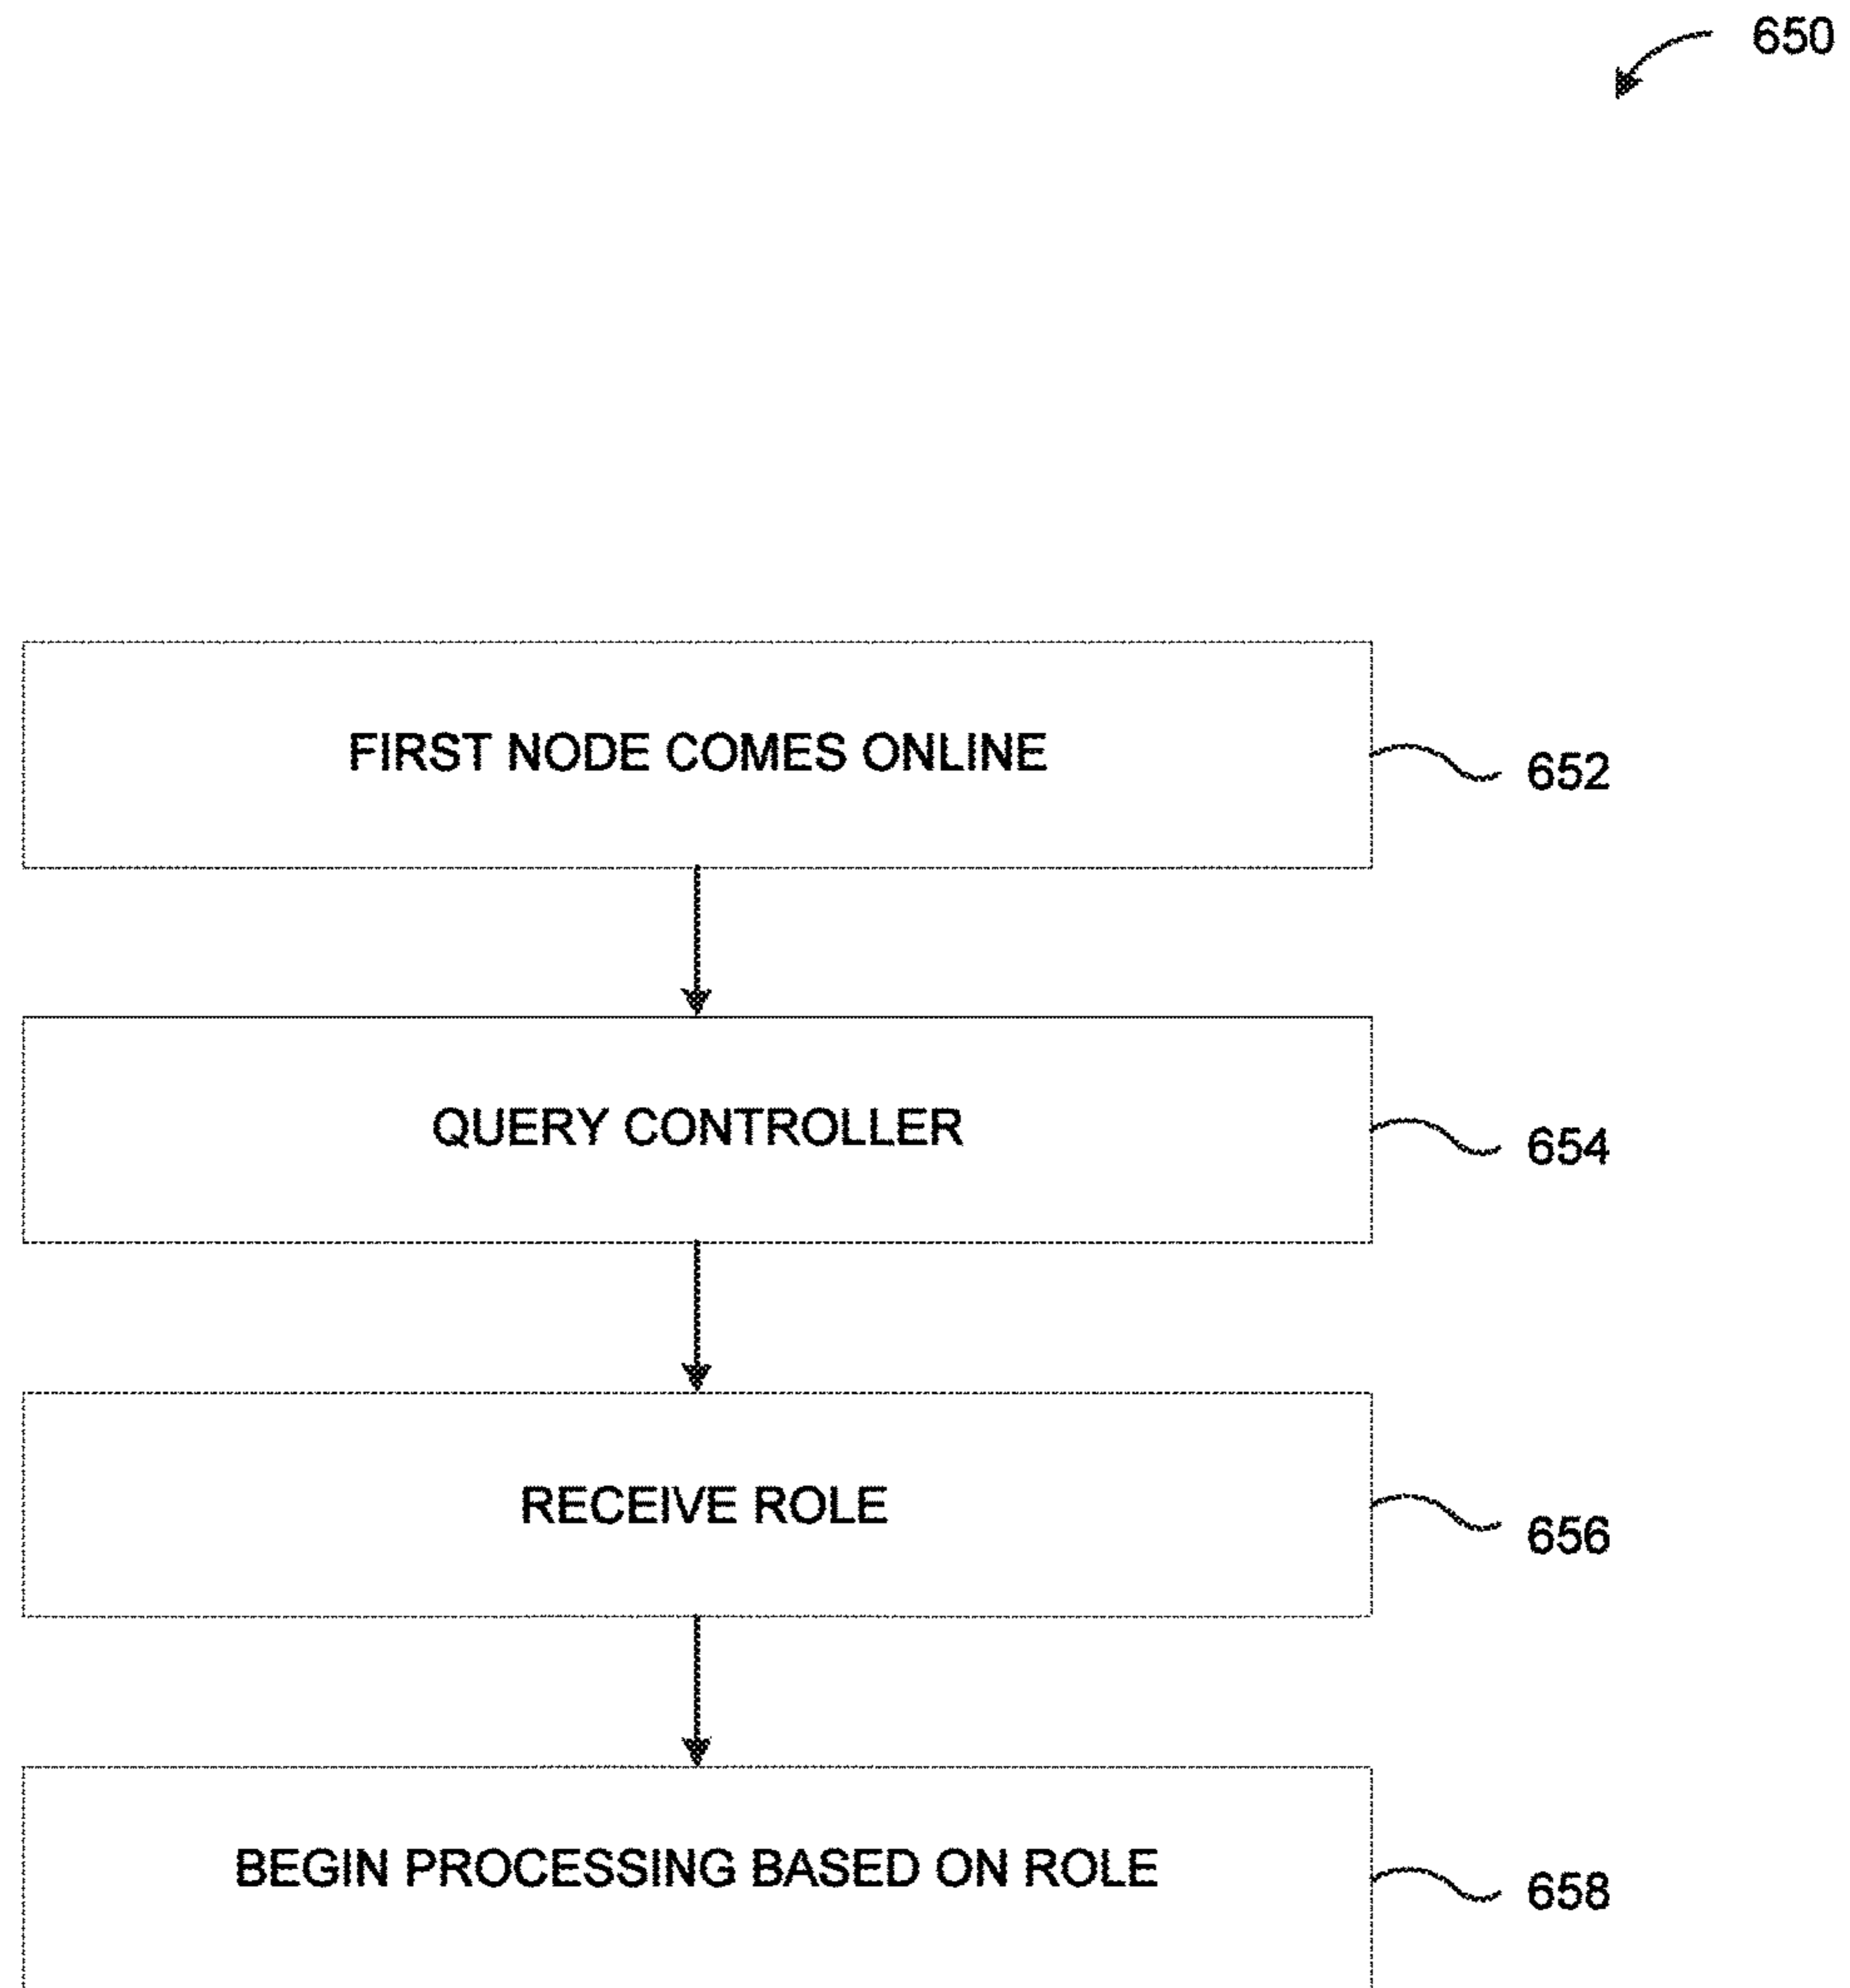 650
FIRST NODE COMES ONLINE
652
QUERY CONTROLLER
654
RECEIVE ROLE
656
BEGIN PROCESSING BASED ON ROLE
658